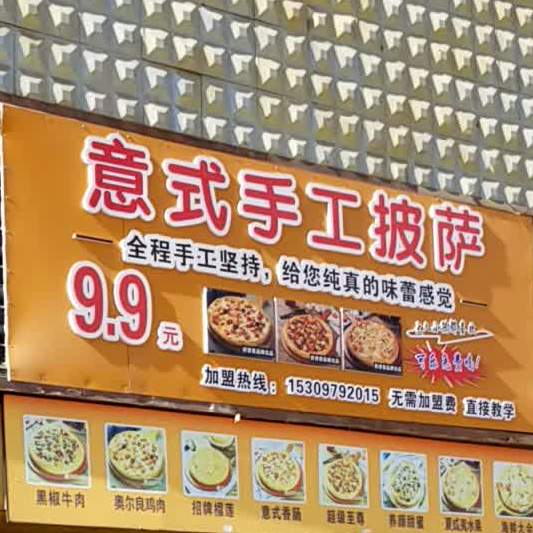 意式手工披萨
全程手工坚持，给您纯真的味蕾感觉
9.9元
加盟热线：15309792015 无需加盟费 直接教学
黑椒牛肉 奥尔良鸡肉 招牌榴莲 意式香肠 超级至尊 养颜甜蜜 夏威夷水果